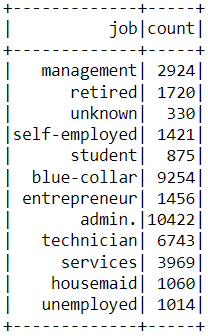 +-------------+-----+
|          job|count|
+-------------+-----+
|   management| 2924|
|      retired| 1720|
|      unknown|  330|
|self-employed| 1421|
|      student|  875|
|  blue-collar| 9254|
| entrepreneur| 1456|
|       admin.|10422|
|   technician| 6743|
|     services| 3969|
|    housemaid| 1060|
|   unemployed| 1014|
+-------------+-----+